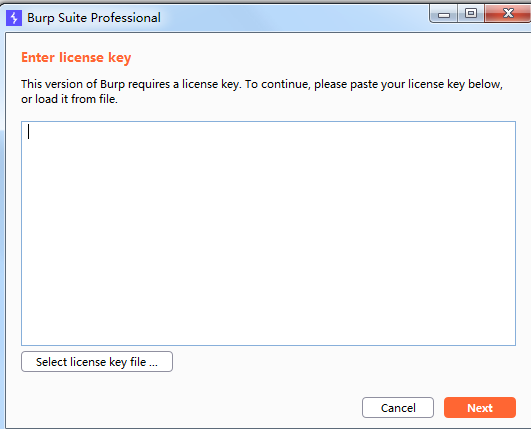 Burp Suite Professional
Enter license key
This version of Burp requires a license key. To continue, please paste your license key below,
or load it from file.
Select license key file ...
Cancel
Next